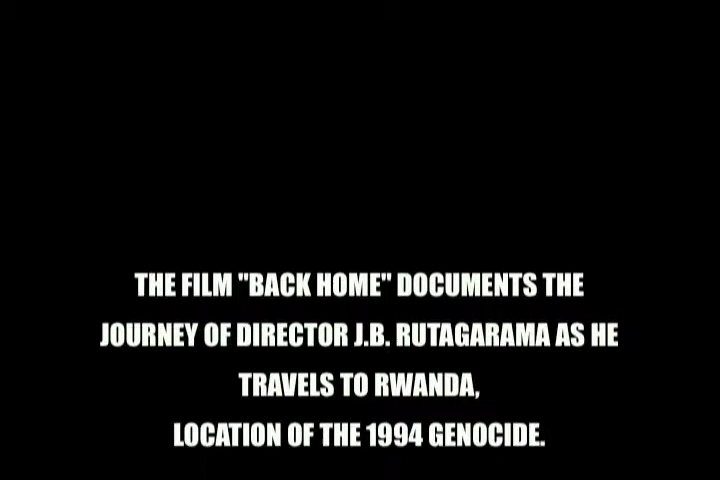 THE FILM "BACK HOME" DOCUMENTS THE
JOURNEY OF DIRECTOR J.B. RUTAGARAMA AS HE
TRAVELS TO RWANDA,
LOCATION OF THE 1994 GENOCIDE.